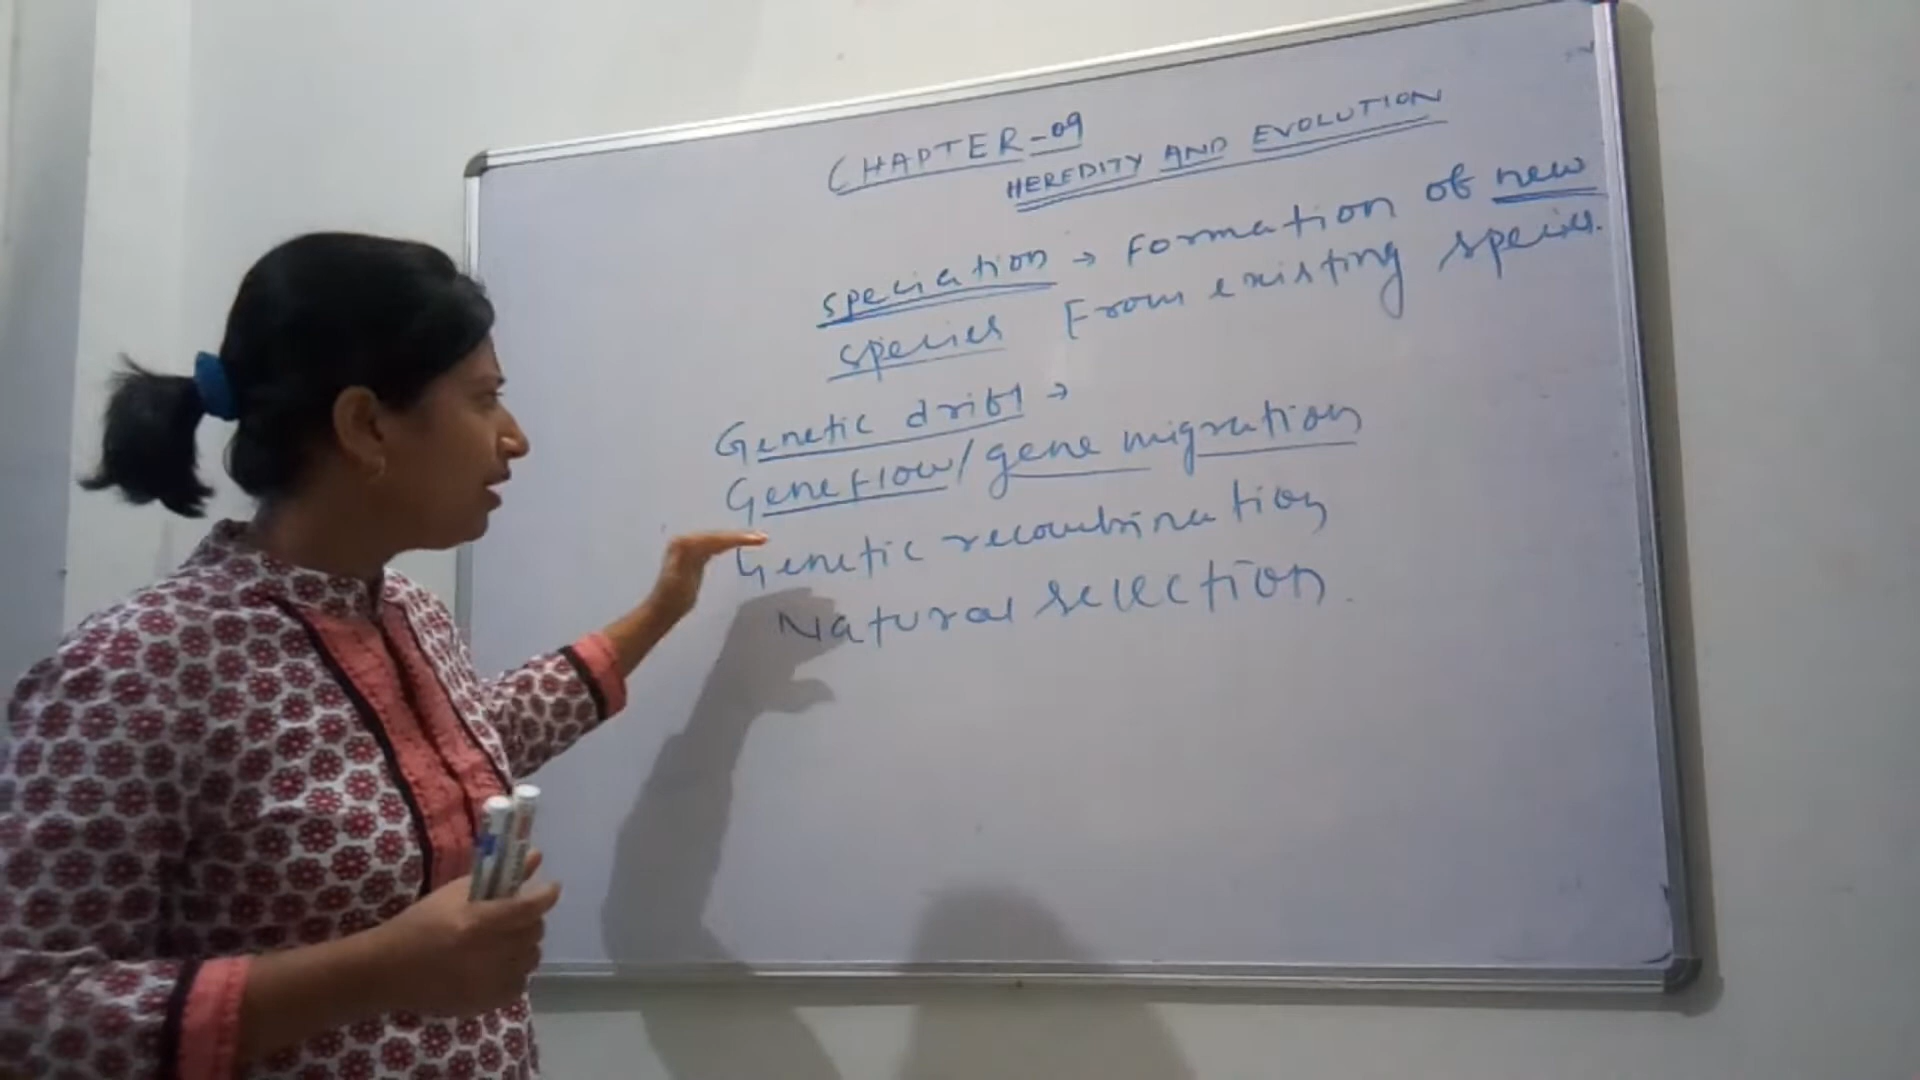 CHAPTER-09
HEREDITY AND EVOLUTION
speciation → Formation of new
species From existing species.
Genetic drift →
Geneflow/gene migration
Genetic recombination
Natural selection.